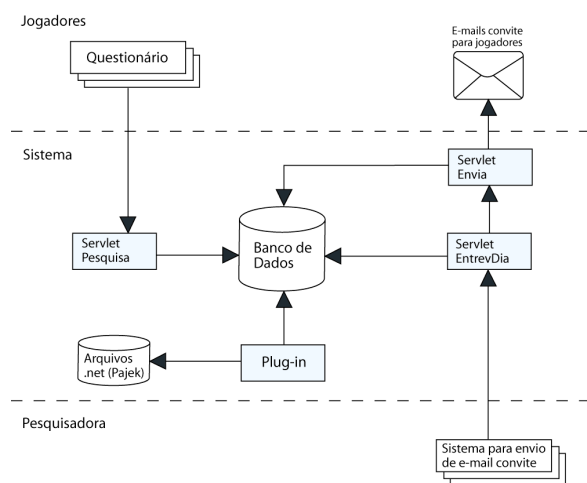 Jogadores
Questionário
E-mails convite
para jogadores
Sistema
Servlet
Envia
Servlet
Pesquisa
Banco de
Dados
Servlet
EntrevDia
Arquivos
.net (Pajek)
Plug-in
Pesquisadora
Sistema para envio
de e-mail convite